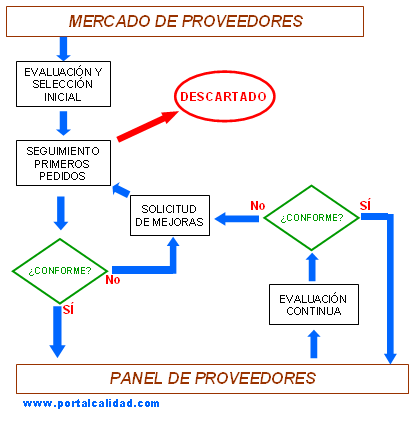 MERCADO DE PROVEEDORES
EVALUACIÓN Y
SELECCIÓN
INICIAL
DESCARTADO
SEGUIMIENTO
PRIMEROS
PEDIDOS
SOLICITUD
DE MEJORAS
No
¿CONFORME?
SÍ
¿CONFORME?
No
SÍ
EVALUACIÓN
CONTINUA
PANEL DE PROVEEDORES
www.portalcalidad.com